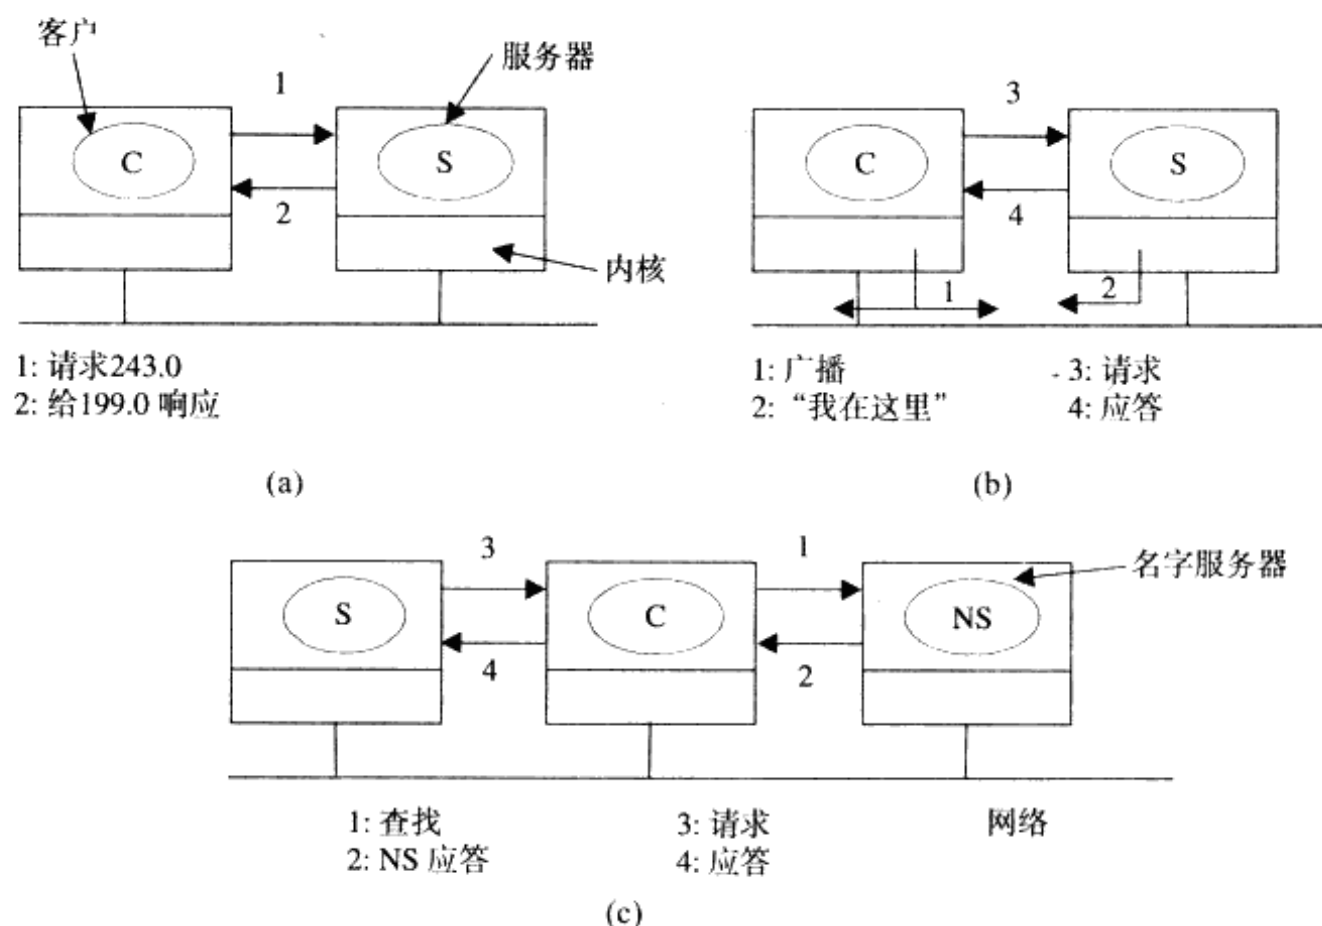 客户
服务器
1
3
C
S
C
S
2
4
内核
1
2
1: 请求243.0
2: 给199.0 响应
1: 广播
3: 请求
2: “我在这里”
4: 应答
(a)
(b)
3
1
名字服务器
S
C
NS
4
2
1: 查找
3: 请求
网络
2: NS 应答
4: 应答
(c)